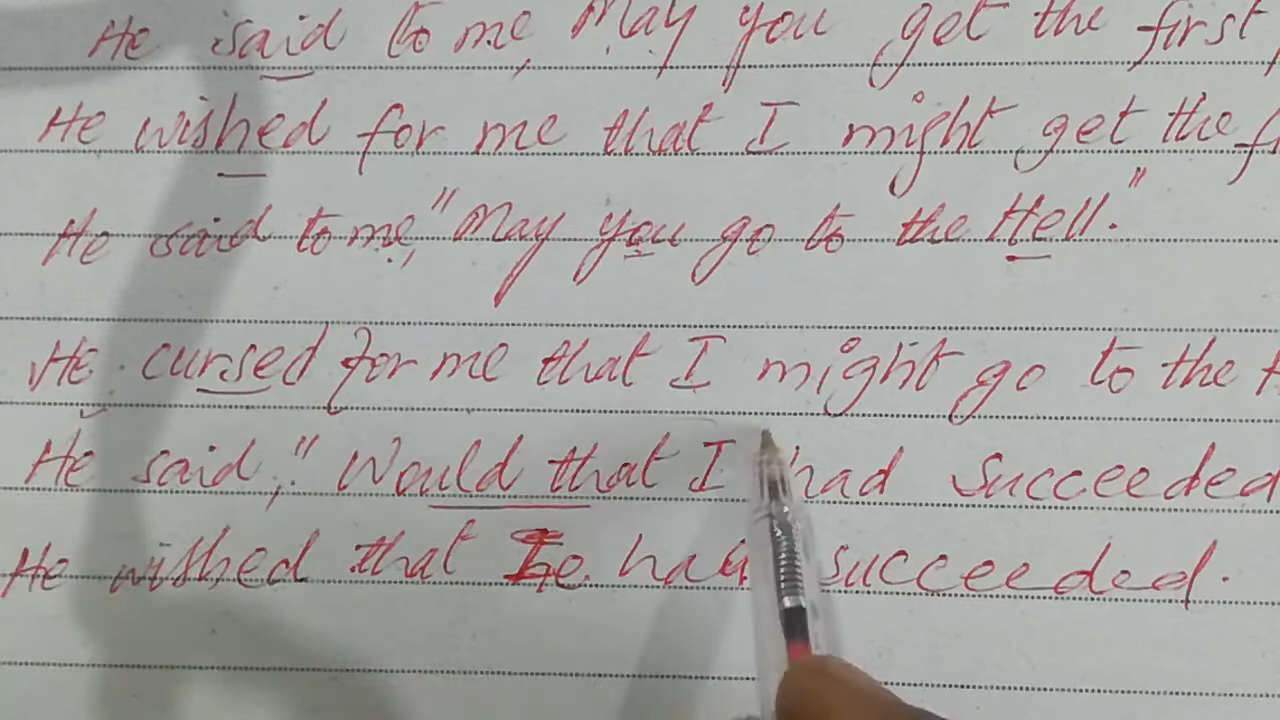 He said to me, May you get the first
He wished for me that I might get the
He said to me, "May you go to the Hell."
He cursed for me that I might go to the
He said, "Would that I had succeeded
He wished that he had succeeded.